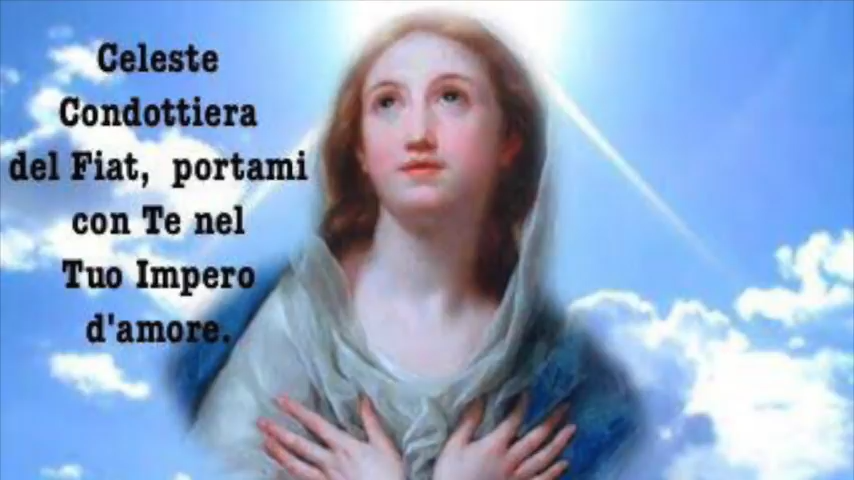 Celeste
Condottiera
del Fiat, portami
con Te nel
Tuo Impero
d'amore.